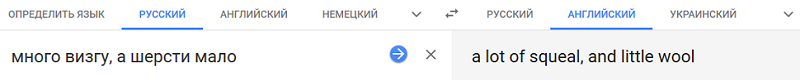 ОПРЕДЕЛИТЬ ЯЗЫК РУССКИЙ АНГЛИЙСКИЙ НЕМЕЦКИЙ РУССКИЙ АНГЛИЙСКИЙ УКРАИНСКИЙ
много визгу, а шерсти мало a lot of squeal, and little wool